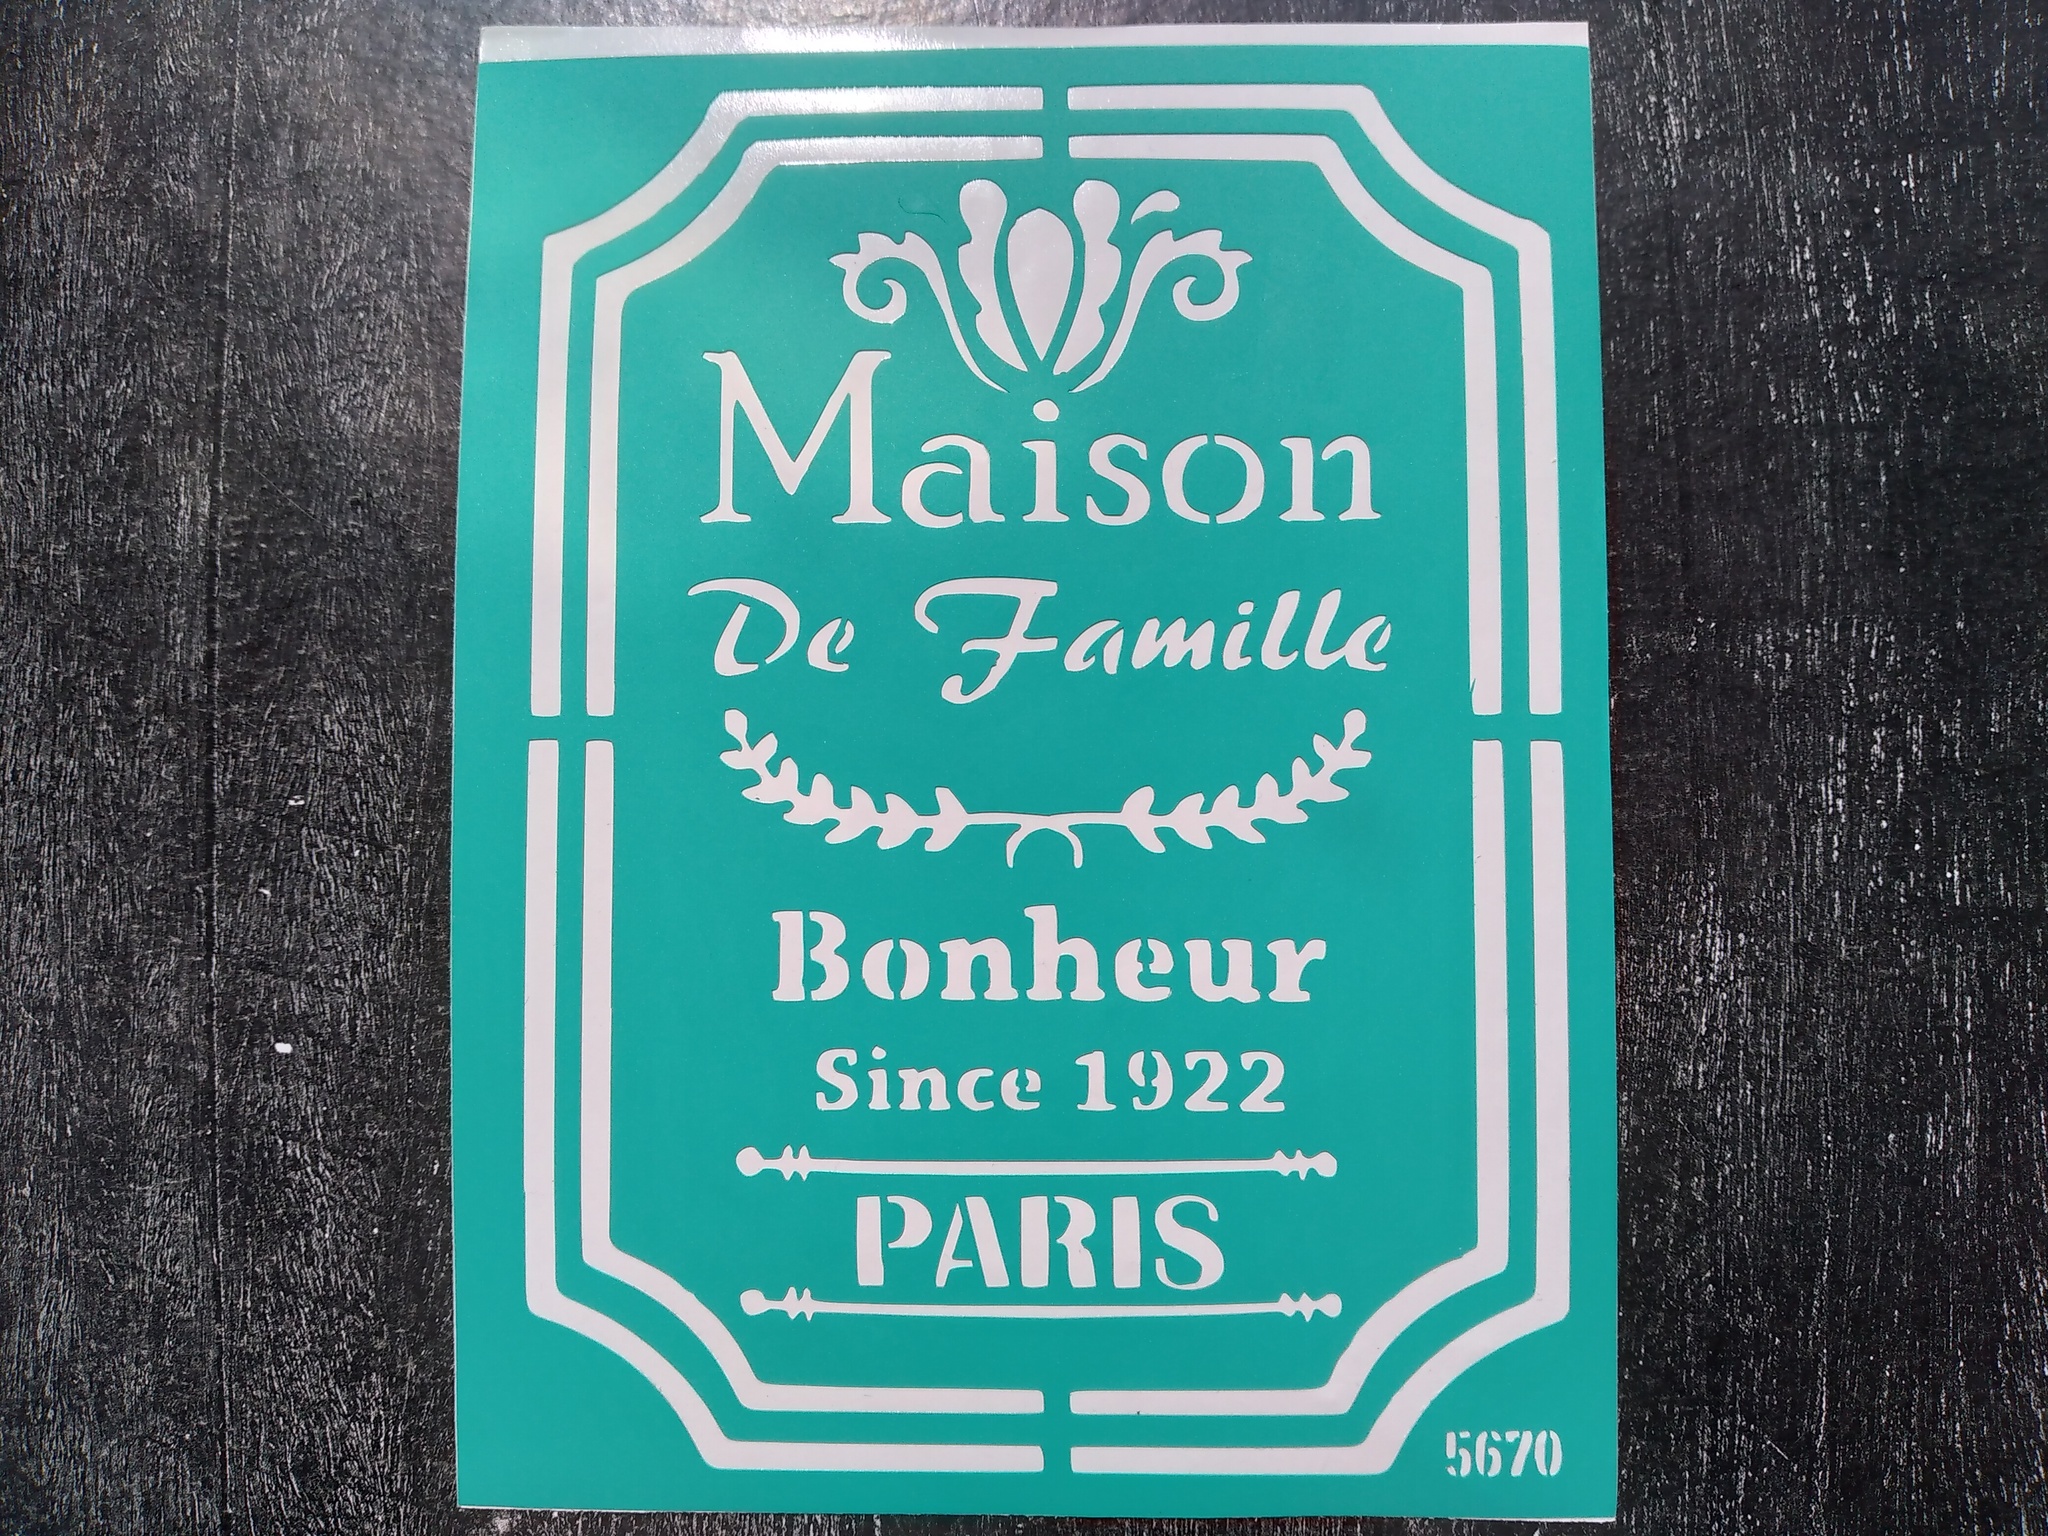 Maison
De Famille
Bonheur
Since 1922
PARIS
5670